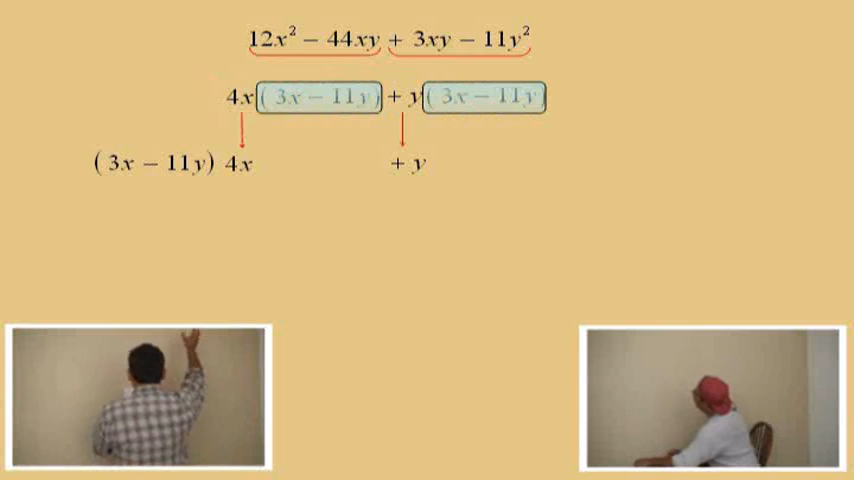 12x² − 44xy + 3xy − 11y²
4x( 3x − 11y) + y( 3x − 11y)
( 3x − 11y) 4x + y